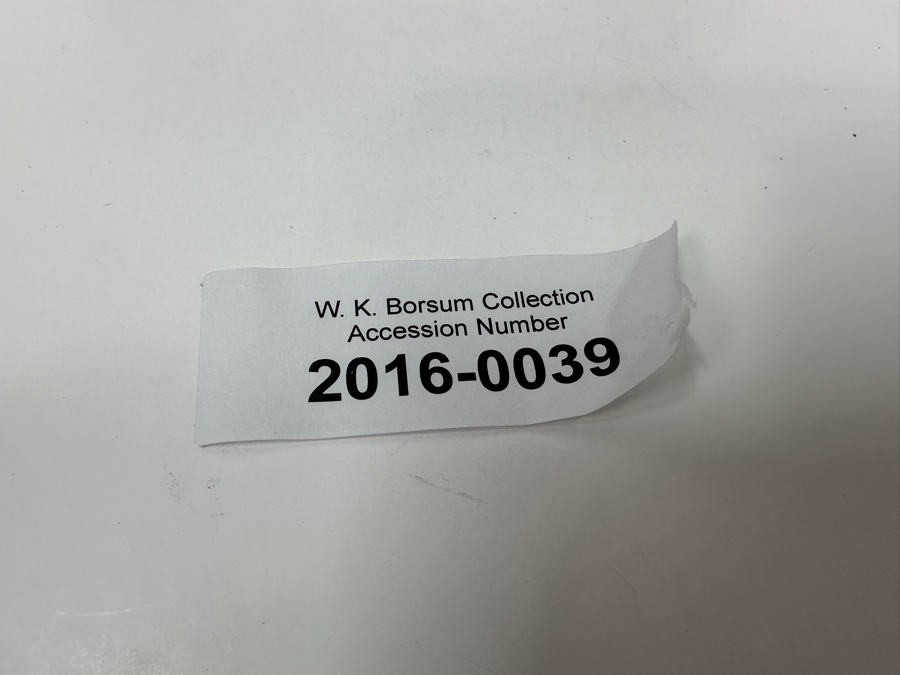 W. K. Borsum Collection
Accession Number
2016-0039